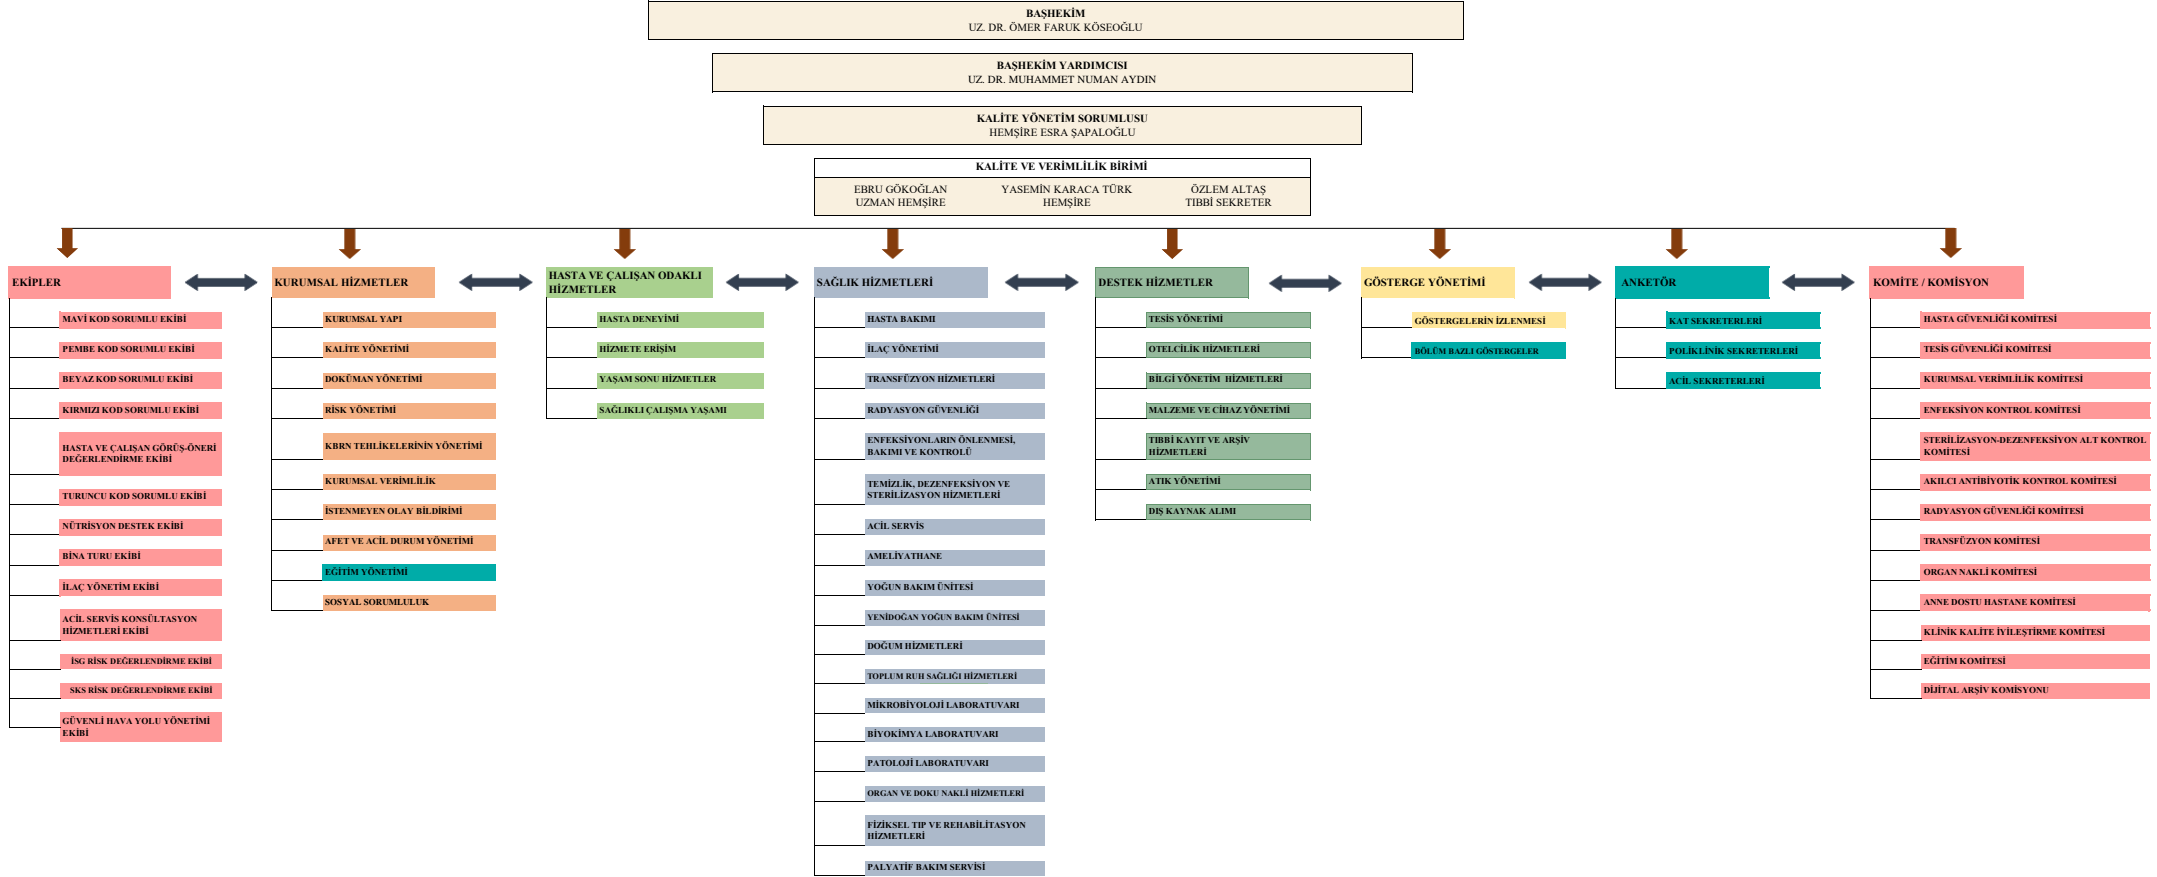 BAŞHEKİM
UZ. DR. ÖMER FARUK KÖSEOĞLU
BAŞHEKİM YARDIMCISI
UZ. DR. MUHAMMET NUMAN AYDIN
KALİTE YÖNETİM SORUMLUSU
HEMŞİRE ESRA ŞAPALOĞLU
KALİTE VE VERİMLİLİK BİRİMİ
EBRU GÖKOĞLAN
UZMAN HEMŞİRE
YASEMİN KARACA TÜRK
HEMŞİRE
ÖZLEM ALTAŞ
TIBBİ SEKRETER
EKİPLER
MAVİ KOD SORUMLU EKİBİ
PEMBE KOD SORUMLU EKİBİ
BEYAZ KOD SORUMLU EKİBİ
KIRMIZI KOD SORUMLU EKİBİ
HASTA VE ÇALIŞAN GÖRÜŞ-ÖNERİ
DEĞERLENDİRME EKİBİ
TURUNCU KOD SORUMLU EKİBİ
NÜTRİSYON DESTEK EKİBİ
BİNA TURU EKİBİ
İLAÇ YÖNETİM EKİBİ
ACİL SERVİS KONSÜLTASYON
HİZMETLERİ EKİBİ
İSG RİSK DEĞERLENDİRME EKİBİ
SKS RİSK DEĞERLENDİRME EKİBİ
GÜVENLİ HAVA YOLU YÖNETİMİ
EKİBİ
KURUMSAL HİZMETLER
KURUMSAL YAPI
KALİTE YÖNETİMİ
DOKÜMAN YÖNETİMİ
RİSK YÖNETİMİ
KBRN TEHLİKELERİNİN YÖNETİMİ
KURUMSAL VERİMLİLİK
İSTENMEYEN OLAY BİLDİRİMİ
AFET VE ACİL DURUM YÖNETİMİ
EĞİTİM YÖNETİMİ
SOSYAL SORUMLULUK
HASTA VE ÇALIŞAN ODAKLI
HİZMETLER
HASTA DENEYİMİ
HİZMETE ERİŞİM
YAŞAM SONU HİZMETLER
SAĞLIKLI ÇALIŞMA YAŞAMI
SAĞLIK HİZMETLERİ
HASTA BAKIMI
İLAÇ YÖNETİMİ
TRANSFÜZYON HİZMETLERİ
RADYASYON GÜVENLİĞİ
ENFEKSİYONLARIN ÖNLENMESİ,
BAKIMI VE KONTROLÜ
TEMİZLİK, DEZENFEKSİYON VE
STERİLİZASYON HİZMETLERİ
ACİL SERVİS
AMELİYATHANE
YOĞUN BAKIM ÜNİTESİ
YENİDOĞAN YOĞUN BAKIM ÜNİTESİ
DOĞUM HİZMETLERİ
TOPLUM RUH SAĞLIĞI HİZMETLERİ
MİKROBİYOLOJİ LABORATUVARI
BİYOKİMYA LABORATUVARI
PATOLOJİ LABORATUVARI
ORGAN VE DOKU NAKLİ HİZMETLERİ
FİZİKSEL TIP VE REHABİLİTASYON
HİZMETLERİ
PALYATİF BAKIM SERVİSİ
DESTEK HİZMETLER
TESİS YÖNETİMİ
OTELCİLİK HİZMETLERİ
BİLGİ YÖNETİM HİZMETLERİ
MALZEME VE CİHAZ YÖNETİMİ
TIBBİ KAYIT VE ARŞİV
HİZMETLERİ
ATIK YÖNETİMİ
DIŞ KAYNAK ALIMI
GÖSTERGE YÖNETİMİ
GÖSTERGELERİN İZLENMESİ
BÖLÜM BAZLI GÖSTERGELER
ANKETÖR
KAT SEKRETERLERİ
POLİKLİNİK SEKRETERLERİ
ACİL SEKRETERLERİ
KOMİTE / KOMİSYON
HASTA GÜVENLİĞİ KOMİTESİ
TESİS GÜVENLİĞİ KOMİTESİ
KURUMSAL VERİMLİLİK KOMİTESİ
ENFEKSİYON KONTROL KOMİTESİ
STERİLİZASYON-DEZENFEKSİYON ALT KONTROL
KOMİTESİ
AKILCI ANTİBİYOTİK KONTROL KOMİTESİ
RADYASYON GÜVENLİĞİ KOMİTESİ
TRANSFÜZYON KOMİTESİ
ORGAN NAKLİ KOMİTESİ
ANNE DOSTU HASTANE KOMİTESİ
KLİNİK KALİTE İYİLEŞTİRME KOMİTESİ
EĞİTİM KOMİTESİ
DİJİTAL ARŞİV KOMİSYONU